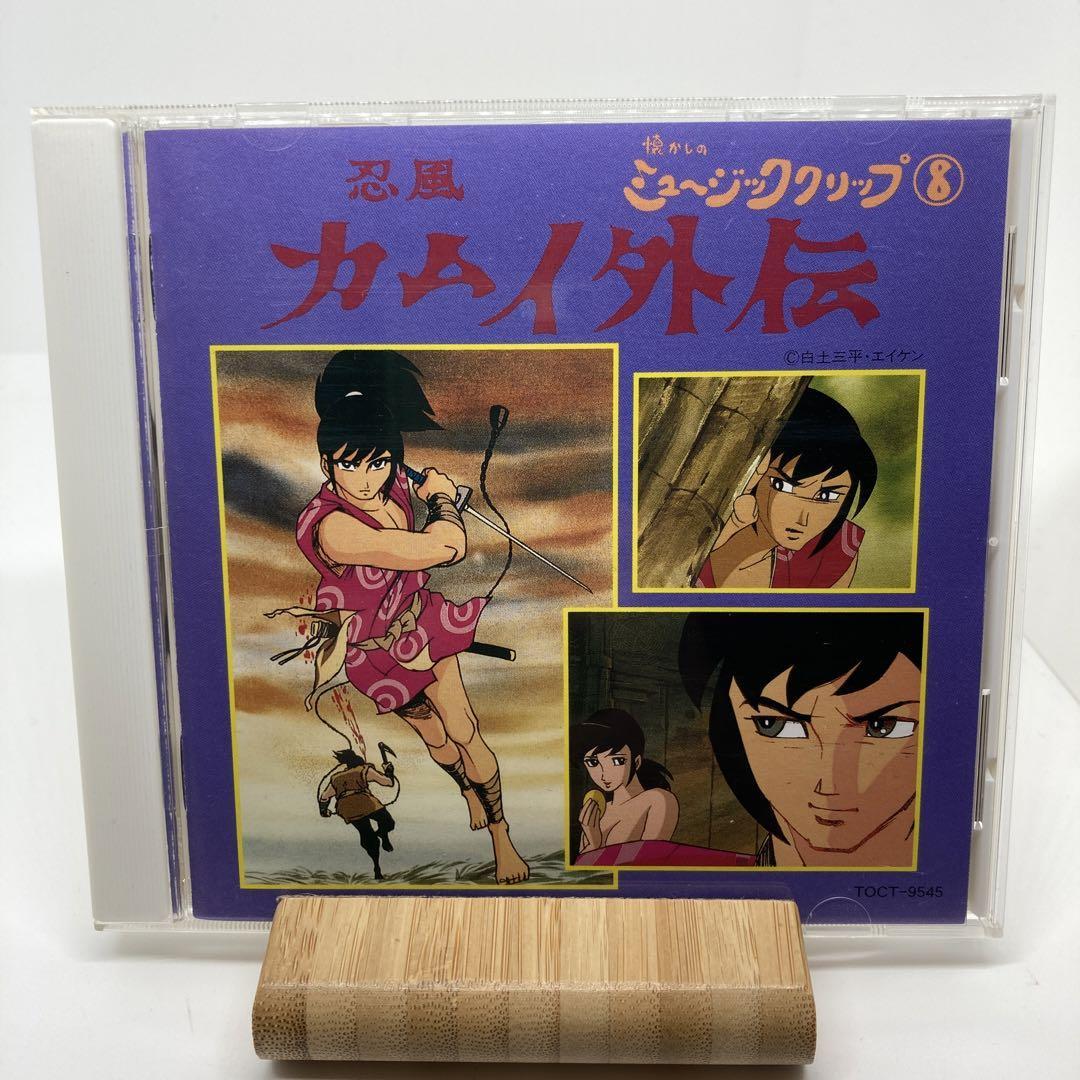 懐かしの
ミュージッククリップ⑧
忍風
カムイ外伝
©白土三平・エイケン
TOCT-9545